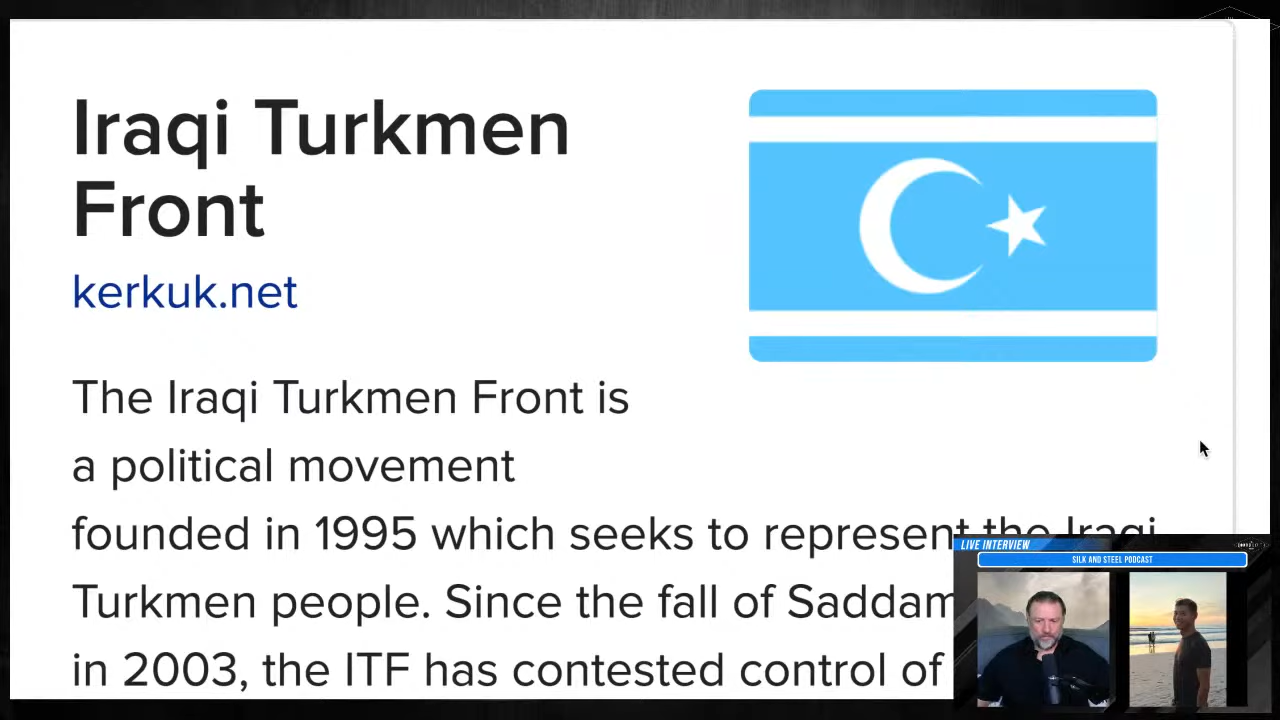 Iraqi Turkmen
Front
kerkuk.net
The Iraqi Turkmen Front is
a political movement
founded in 1995 which seeks to represent the Iraqi
Turkmen people. Since the fall of Saddam
in 2003, the ITF has contested control of
LIVE INTERVIEW
SILK AND STEEL PODCAST